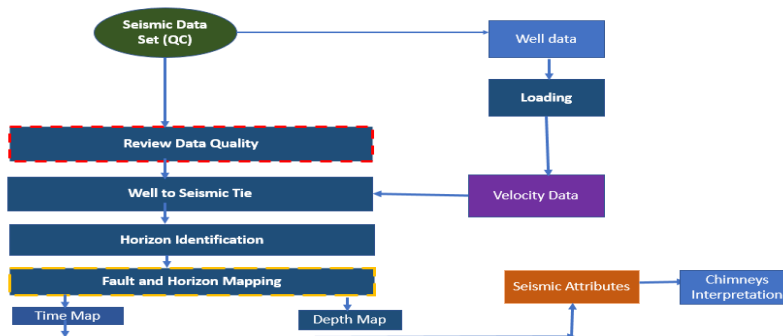 Seismic Data
Set (QC)
Well data
Loading
Review Data Quality
Well to Seismic Tie
Velocity Data
Horizon Identification
Fault and Horizon Mapping
Seismic Attributes
Chimneys
Interpretation
Time Map
Depth Map